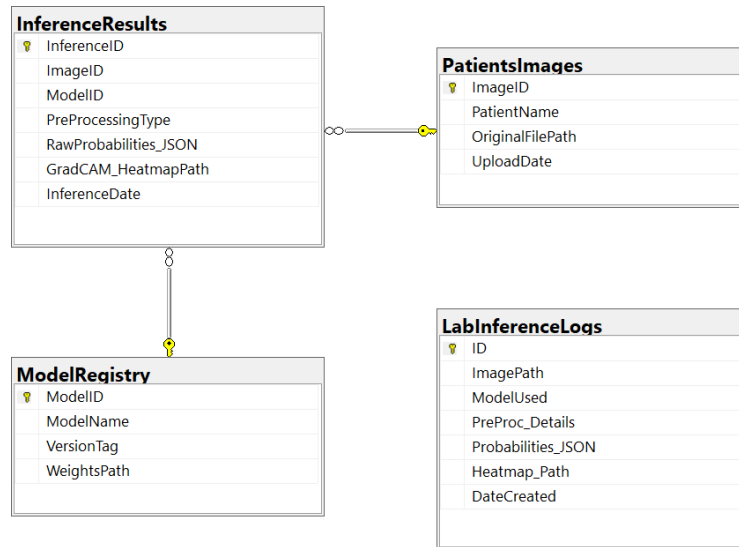 InferenceResults
InferenceID
ImageID
ModelID
PreProcessingType
RawProbabilities_JSON
GradCAM_HeatmapPath
InferenceDate
PatientsImages
ImageID
PatientName
OriginalFilePath
UploadDate
ModelRegistry
ModelID
ModelName
VersionTag
WeightsPath
LabInferenceLogs
ID
ImagePath
ModelUsed
PreProc_Details
Probabilities_JSON
Heatmap_Path
DateCreated